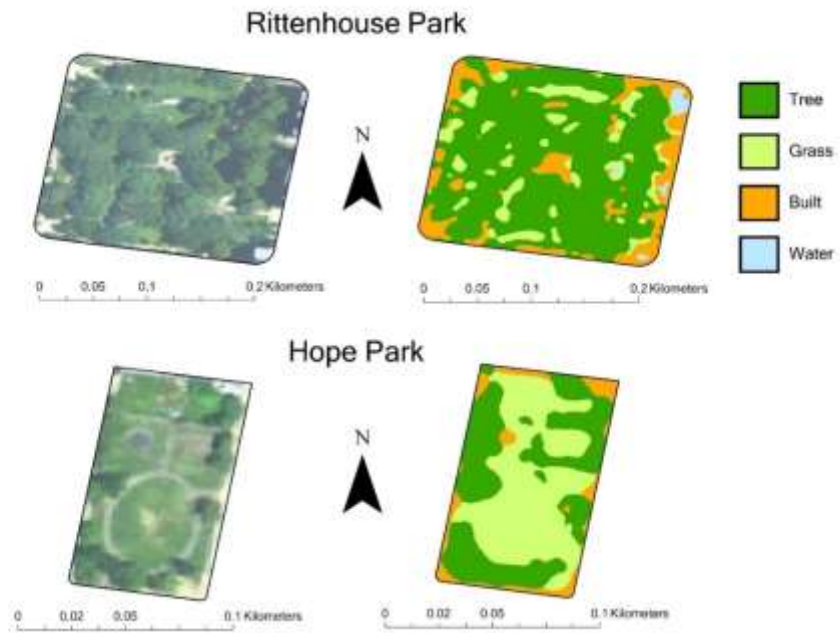 Rittenhouse Park
N
Tree
Grass
Built
Water
0 0.05 0.1 0.2 Kilometers
0 0.05 0.1 0.2 Kilometers
Hope Park
N
0 0.02 0.05 0.1 Kilometers
0 0.02 0.05 0.1 Kilometers